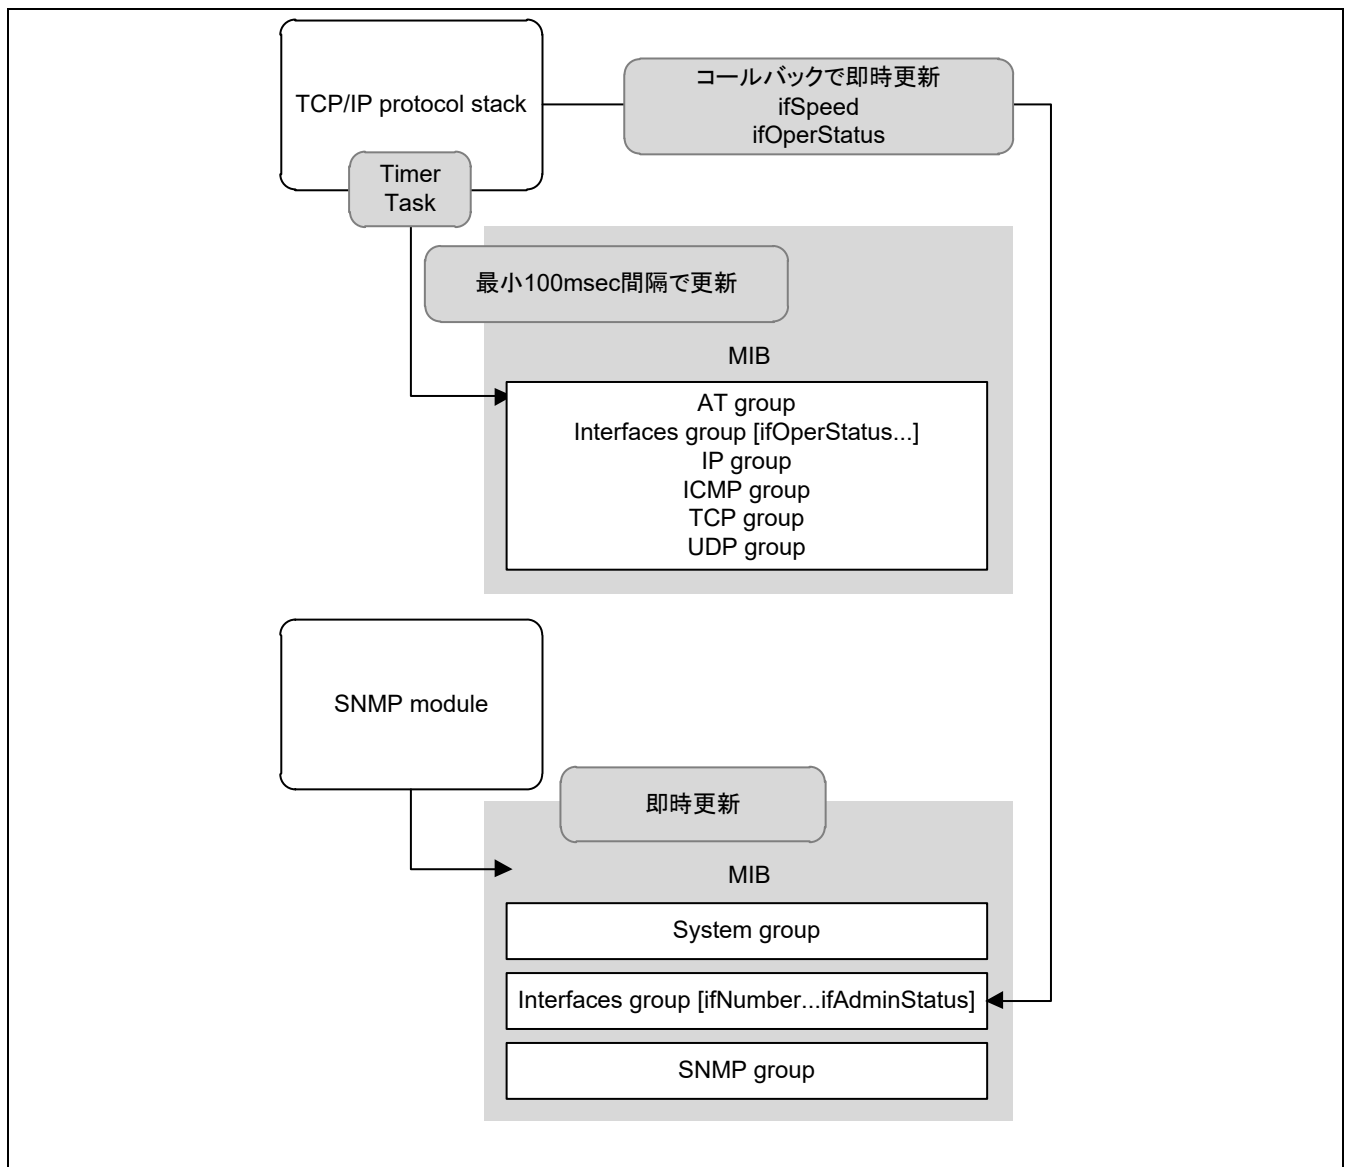 TCP/IP protocol stack
コールバックで即時更新
ifSpeed
ifOperStatus
Timer
Task
最小100msec間隔で更新
MIB
AT group
Interfaces group [ifOperStatus...]
IP group
ICMP group
TCP group
UDP group
SNMP module
即時更新
MIB
System group
Interfaces group [ifNumber...ifAdminStatus]
SNMP group